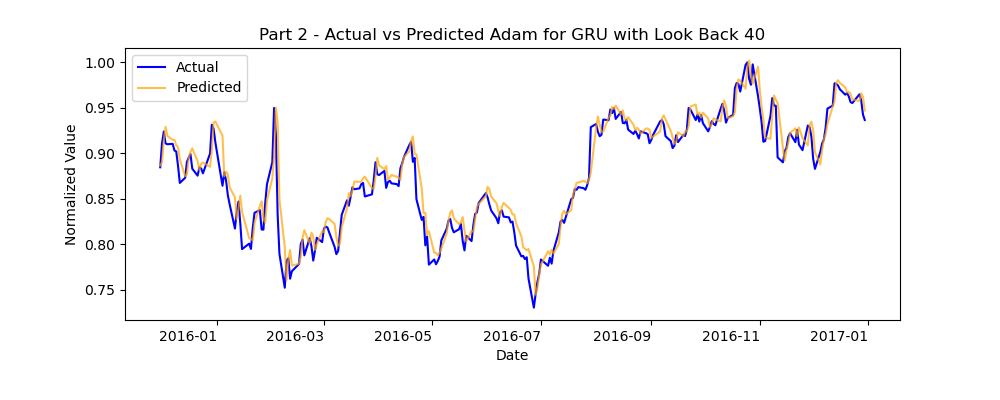 Part 2 - Actual vs Predicted Adam for GRU with Look Back 40
Actual
Predicted
1.00
0.95
0.90
0.85
0.80
0.75
Normalized Value
2016-01
2016-03
2016-05
2016-07
2016-09
2016-11
2017-01
Date